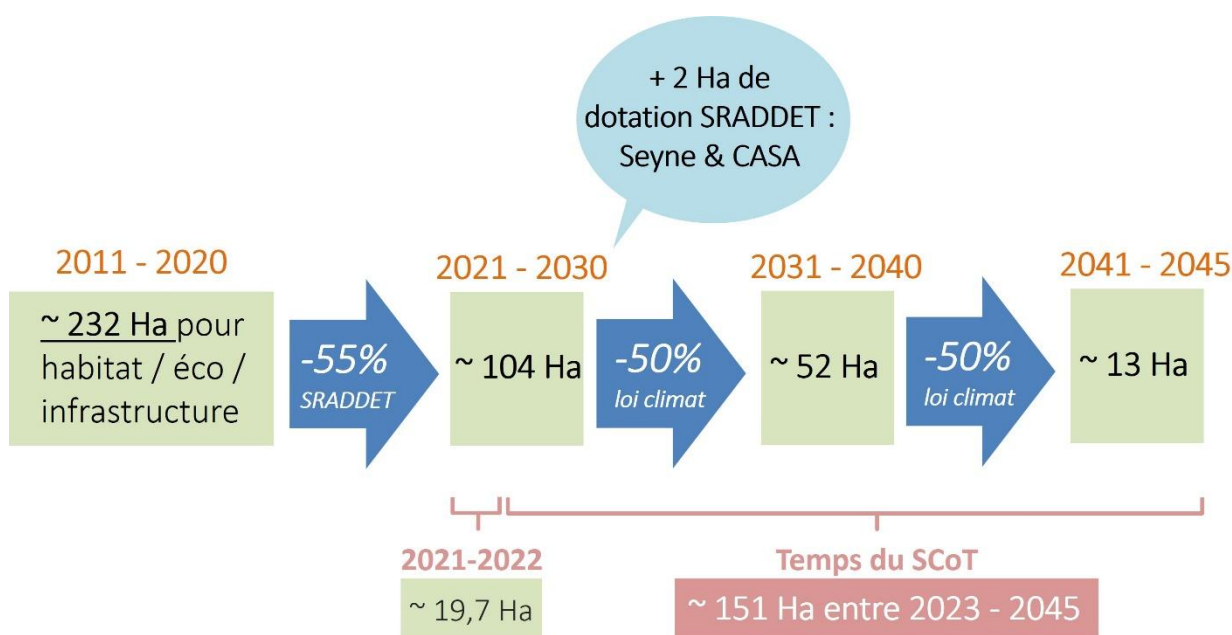 + 2 Ha de
dotation SRADDET :
Seyne & CASA
2011 - 2020
~ 232 Ha pour
habitat / éco /
infrastructure
-55%
SRADDET
2021 - 2030
~ 104 Ha
-50%
loi climat
2031 - 2040
~ 52 Ha
-50%
loi climat
2041 - 2045
~ 13 Ha
2021-2022
~ 19,7 Ha
Temps du SCoT
~ 151 Ha entre 2023 - 2045